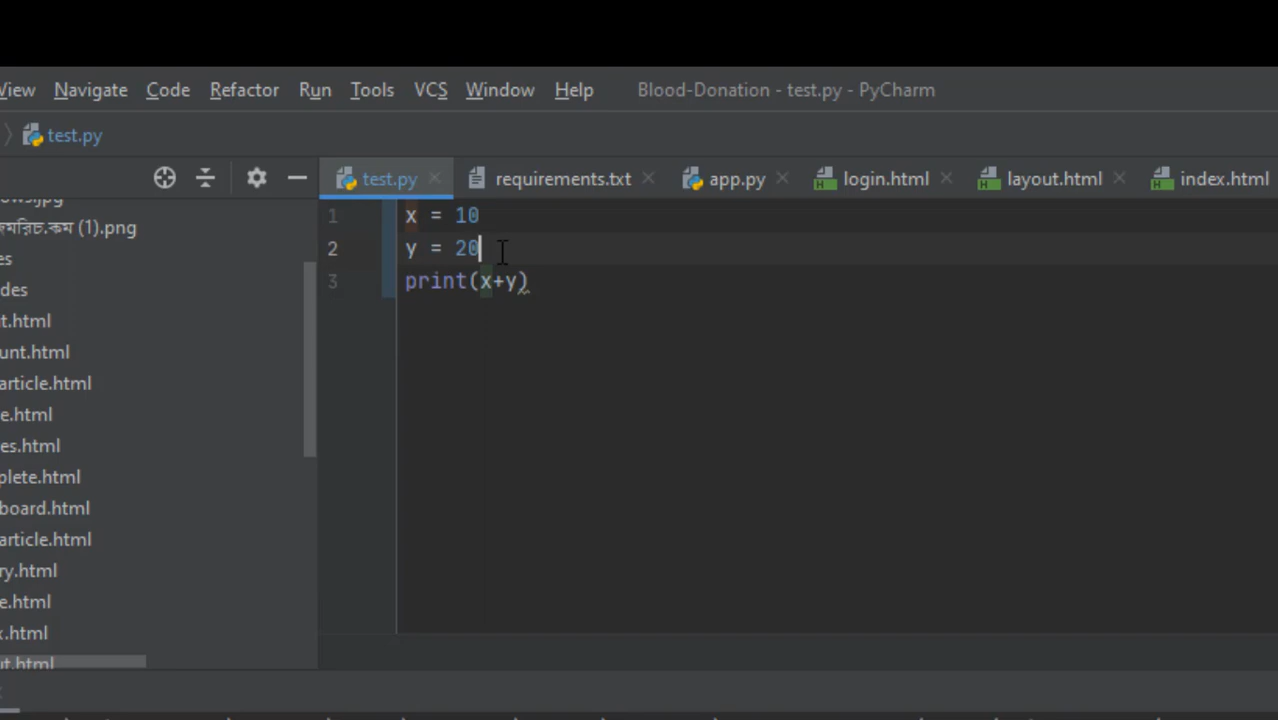 View Navigate Code Refactor Run Tools VCS Window Help Blood-Donation - test.py - PyCharm
test.py
test.py requirements.txt app.py login.html layout.html index.html
(1).png
es
des
t.html
unt.html
article.html
e.html
es.html
plete.html
board.html
article.html
ry.html
e.html
x.html
ut.html
1 x = 10
2 y = 20
3 print(x+y)